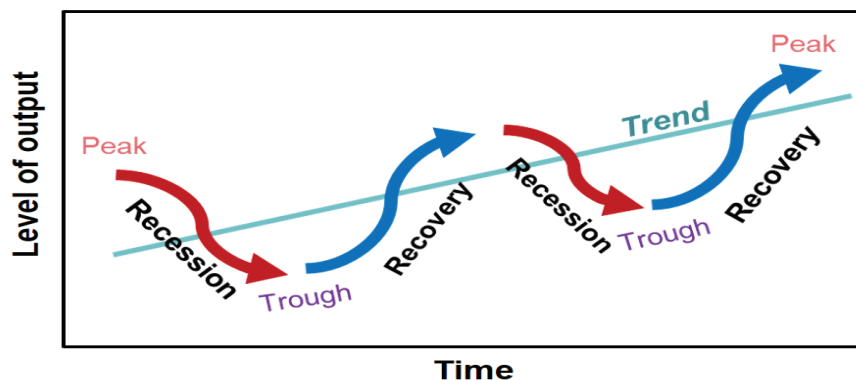 Peak
Trend
Peak
Level of output
Recession
Recovery
Recession
Recovery
Trough
Trough
Time